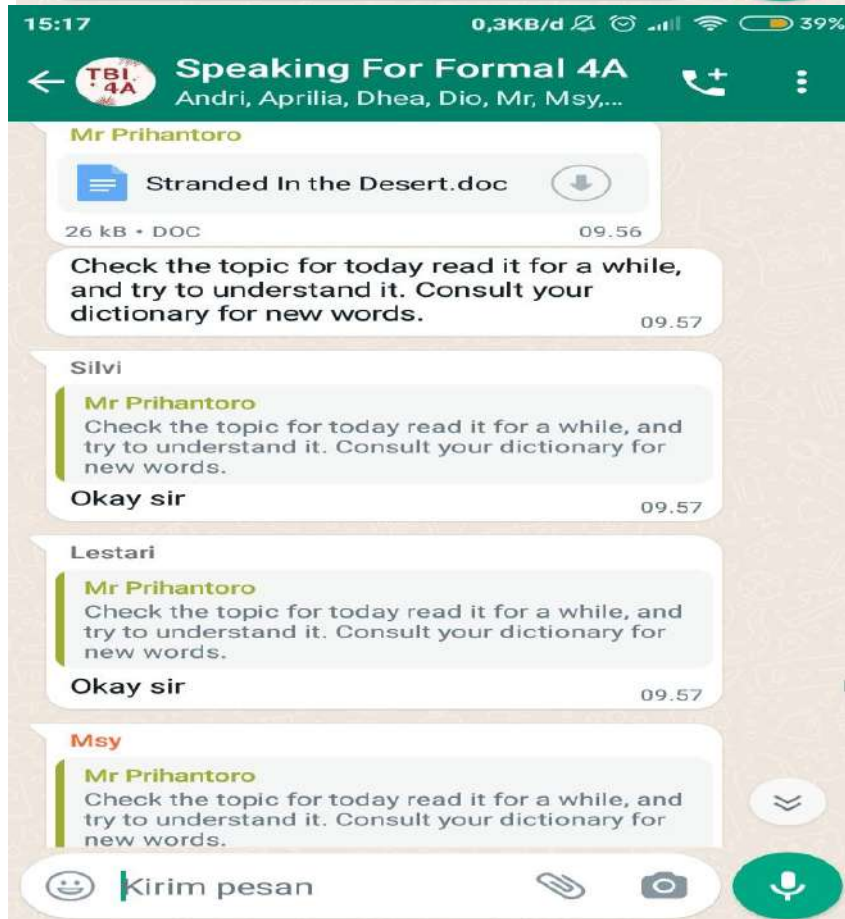 15:17 0,3KB/d 39%
TBI. 4A
Speaking For Formal 4A
Andri, Aprilia, Dhea, Dio, Mr, Msy,...
Mr Prihantoro
Stranded In the Desert.doc
26 kB • DOC 09.56
Check the topic for today read it for a while,
and try to understand it. Consult your
dictionary for new words. 09.57
Silvi
Mr Prihantoro
Check the topic for today read it for a while, and
try to understand it. Consult your dictionary for
new words.
Okay sir 09.57
Lestari
Mr Prihantoro
Check the topic for today read it for a while, and
try to understand it. Consult your dictionary for
new words.
Okay sir 09.57
Msy
Mr Prihantoro
Check the topic for today read it for a while, and
try to understand it. Consult your dictionary for
new words.
Kirim pesan